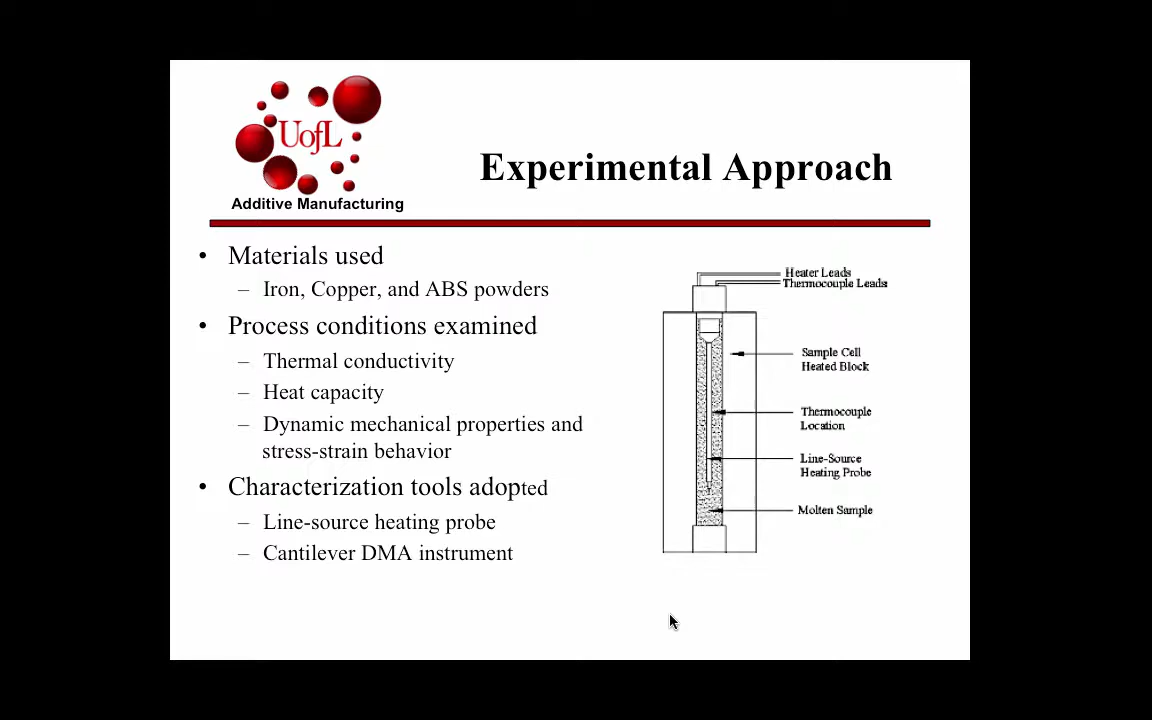 UofL
Additive Manufacturing
Experimental Approach
• Materials used
– Iron, Copper, and ABS powders
• Process conditions examined
– Thermal conductivity
– Heat capacity
– Dynamic mechanical properties and
stress-strain behavior
• Characterization tools adopted
– Line-source heating probe
– Cantilever DMA instrument
Heater Leads
Thermocouple Leads
Sample Cell
Heated Block
Thermocouple
Location
Line-Source
Heating Probe
Molten Sample